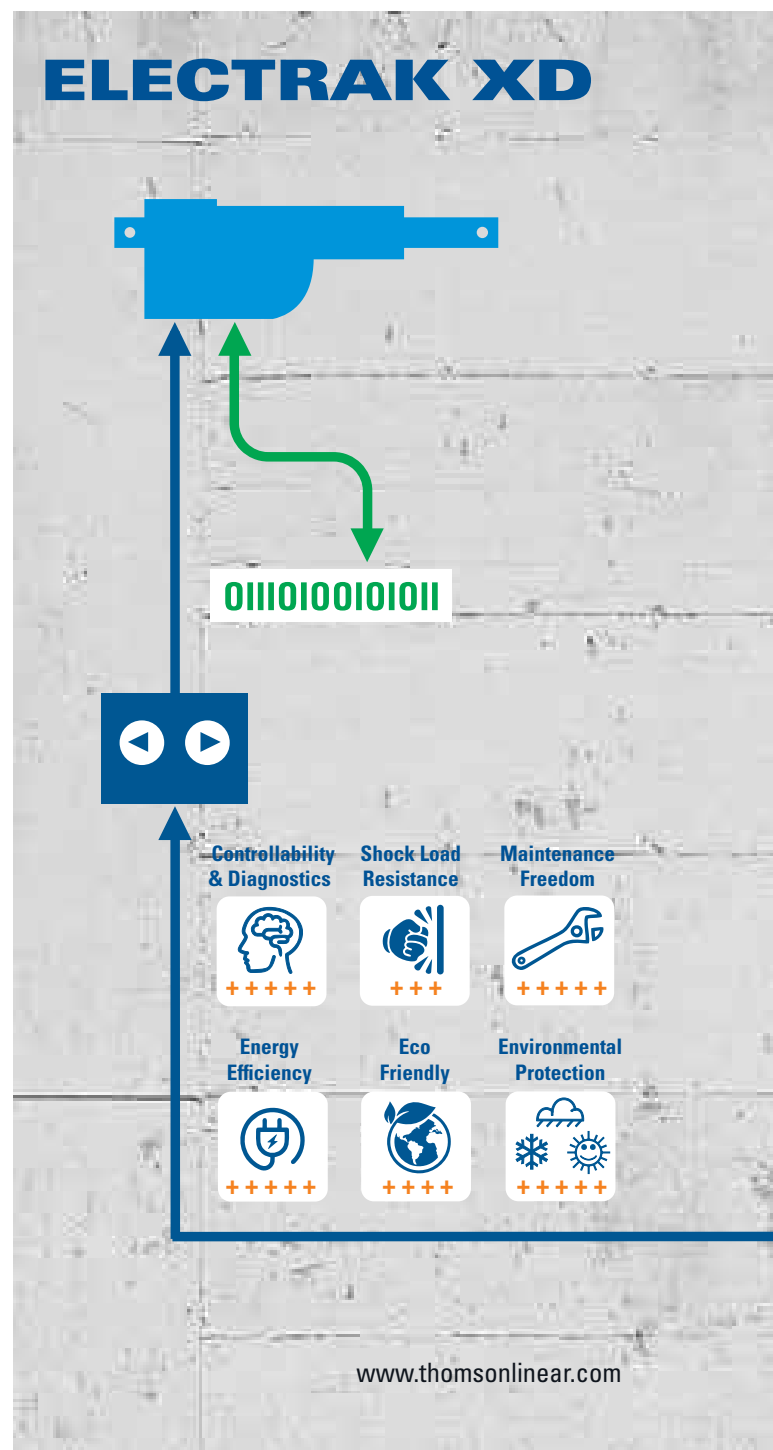 ELECTRAK XD
01110100101011
Controllability
& Diagnostics
+ + + + +
Shock Load
Resistance
+ + +
Maintenance
Freedom
+ + + + +
Energy
Efficiency
+ + + + +
Eco
Friendly
+ + + +
Environmental
Protection
+ + + + +
www.thomsonlinear.com